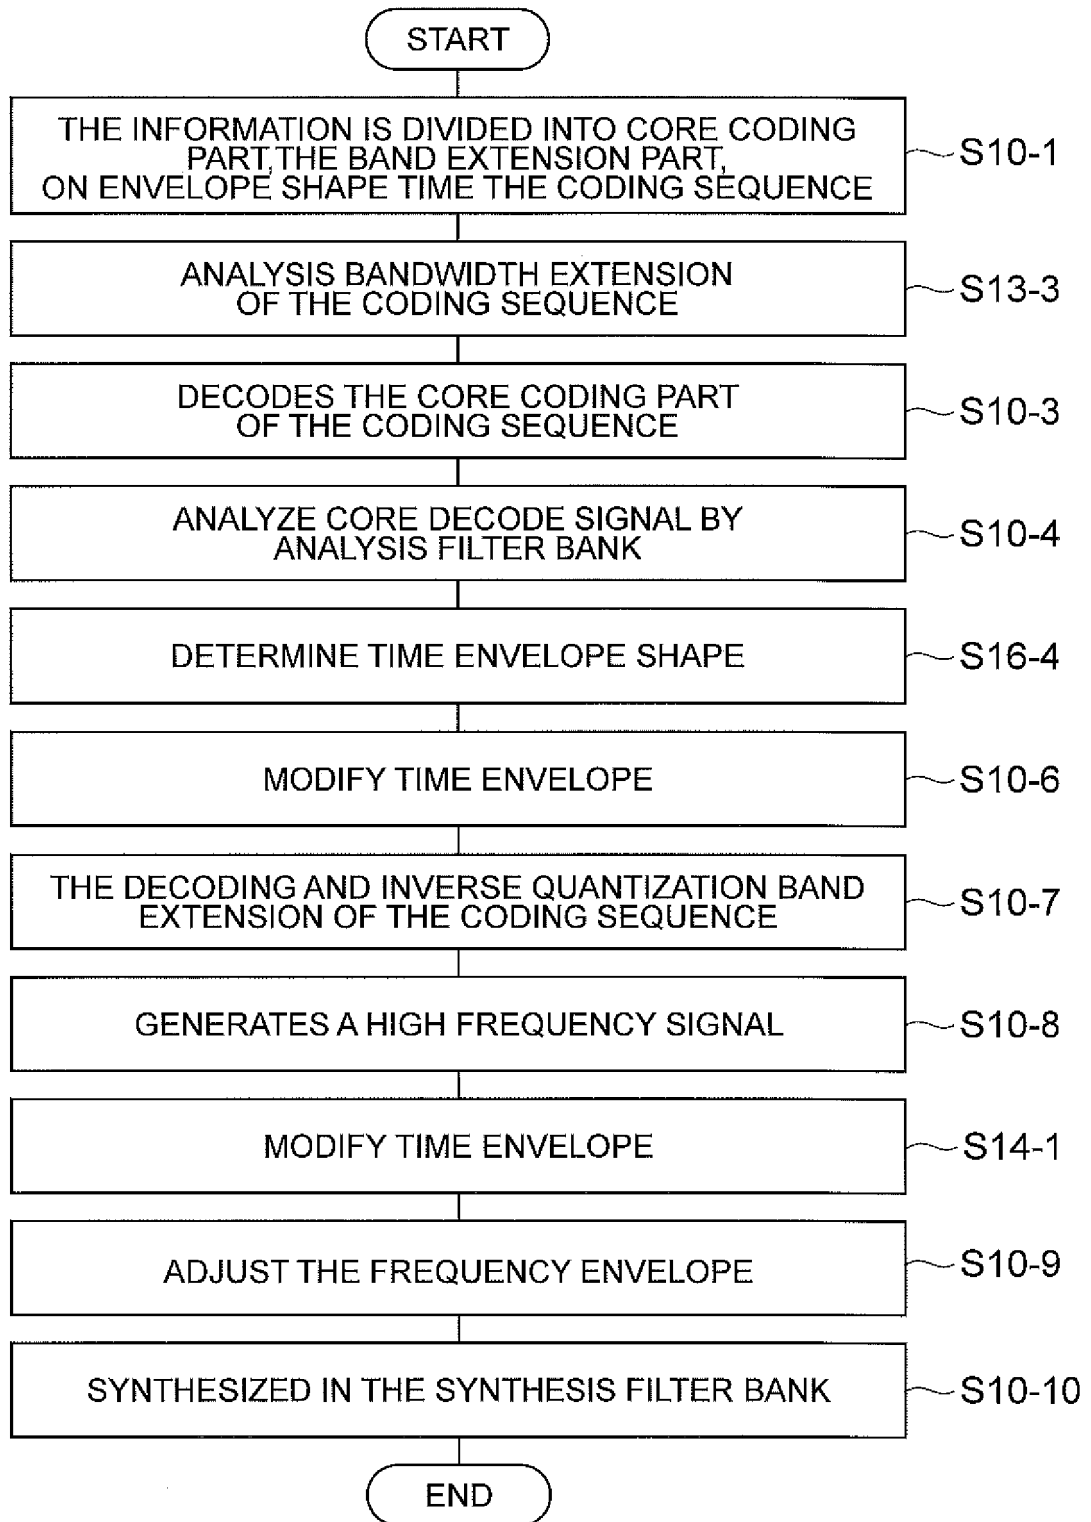 START
THE INFORMATION IS DIVIDED INTO CORE CODING
PART, THE BAND EXTENSION PART,
ON ENVELOPE SHAPE TIME THE CODING SEQUENCE
S10-1
ANALYSIS BANDWIDTH EXTENSION
OF THE CODING SEQUENCE
S13-3
DECODES THE CORE CODING PART
OF THE CODING SEQUENCE
S10-3
ANALYZE CORE DECODE SIGNAL BY
ANALYSIS FILTER BANK
S10-4
DETERMINE TIME ENVELOPE SHAPE
S16-4
MODIFY TIME ENVELOPE
S10-6
THE DECODING AND INVERSE QUANTIZATION BAND
EXTENSION OF THE CODING SEQUENCE
S10-7
GENERATES A HIGH FREQUENCY SIGNAL
S10-8
MODIFY TIME ENVELOPE
S14-1
ADJUST THE FREQUENCY ENVELOPE
S10-9
SYNTHESIZED IN THE SYNTHESIS FILTER BANK
S10-10
END